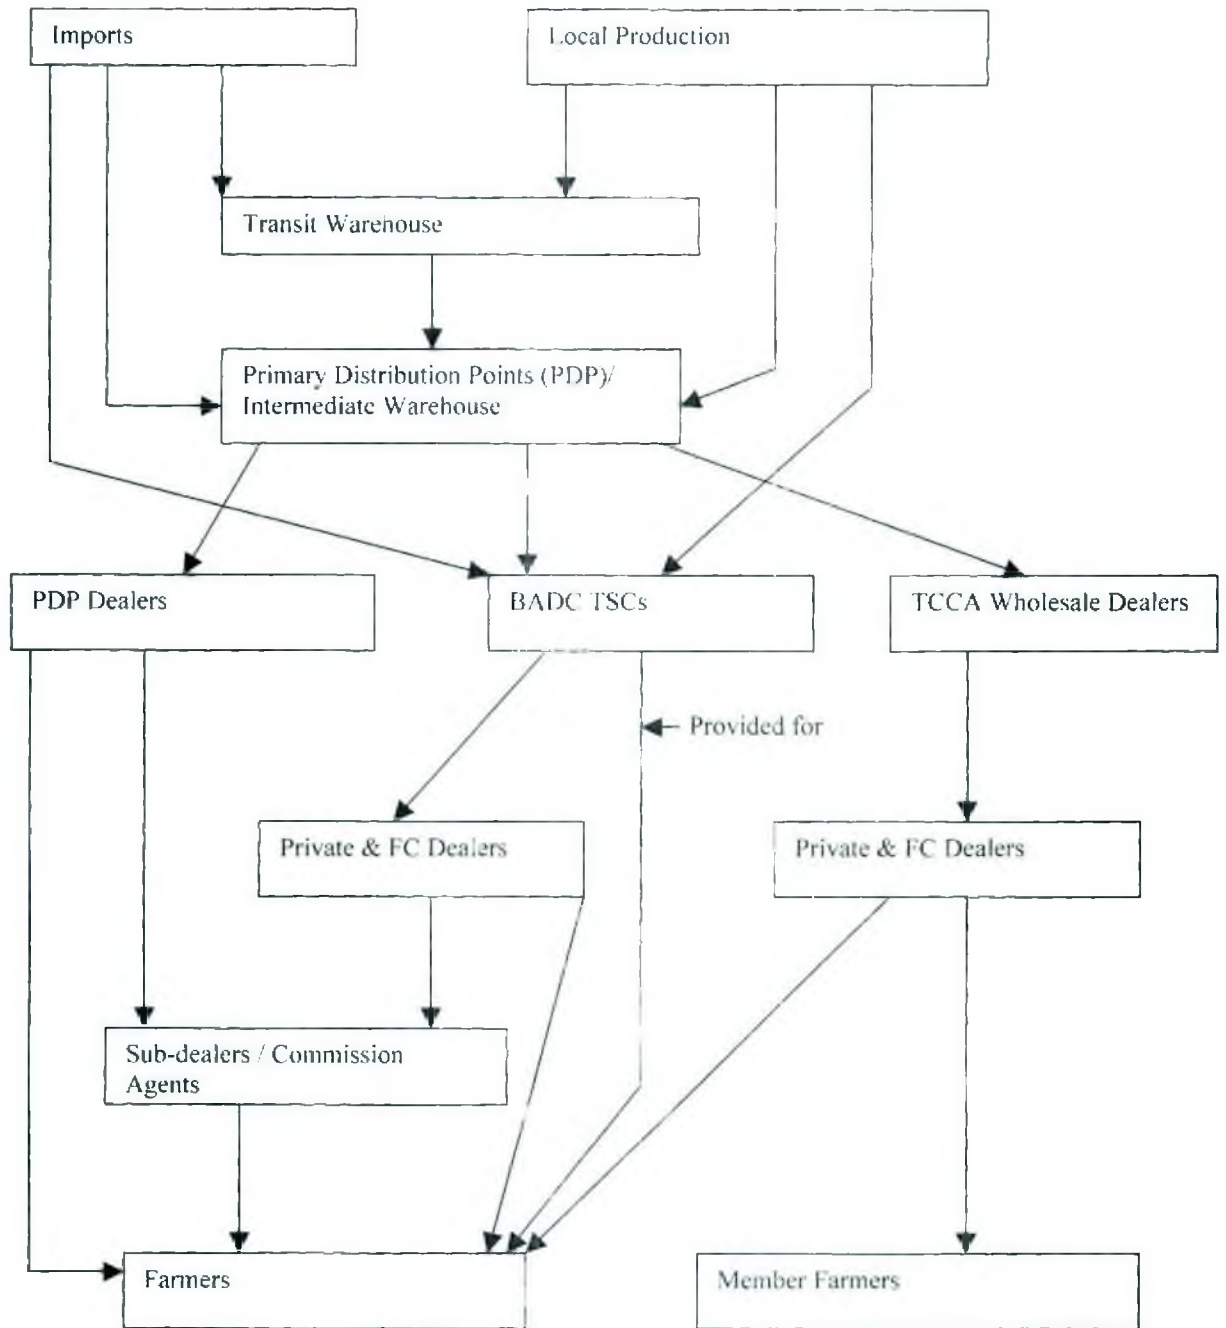 Imports
Local Production
Transit Warehouse
Primary Distribution Points (PDP)/
Intermediate Warehouse
PDP Dealers
BADC TSCs
TCCA Wholesale Dealers
Provided for
Private & FC Dealers
Private & FC Dealers
Sub-dealers / Commission
Agents
Farmers
Member Farmers